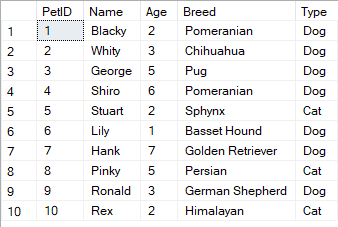 PetID Name Age Breed Type
1 1 Blacky 2 Pomeranian Dog
2 2 Whity 3 Chihuahua Dog
3 3 George 5 Pug Dog
4 4 Shiro 6 Pomeranian Dog
5 5 Stuart 2 Sphynx Cat
6 6 Lily 1 Basset Hound Dog
7 7 Hank 7 Golden Retriever Dog
8 8 Pinky 5 Persian Cat
9 9 Ronald 3 German Shepherd Dog
10 10 Rex 2 Himalayan Cat